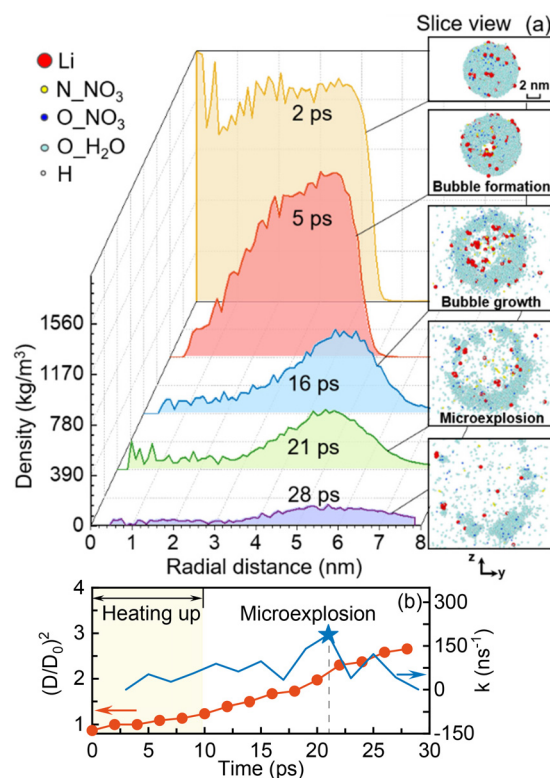 Slice view (a)
Li
N_NO3
O_NO3
O_H2O
H
2 nm
2 ps
Bubble formation
5 ps
Bubble growth
16 ps
Microexplosion
21 ps
28 ps
Density (kg/m³)
1560
1170
780
390
0
0 1 2 3 4 5 6 7 8
Radial distance (nm)
z
y
(b)
Heating up
Microexplosion
(D/D0)²
4
3
2
1
k (ns⁻¹)
300
150
0
-150
0 5 10 15 20 25 30
Time (ps)